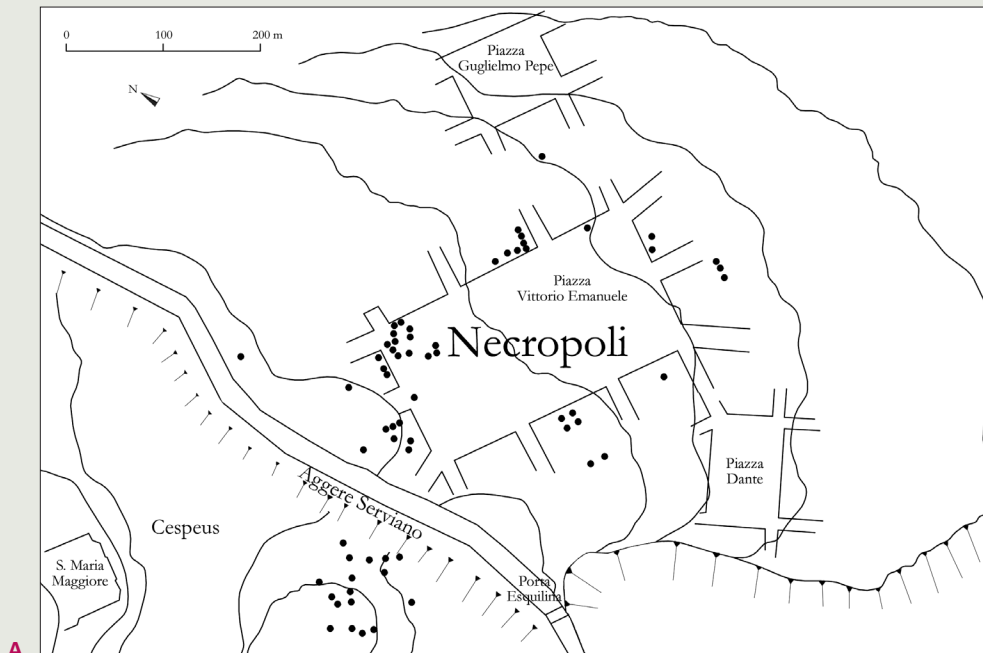 0 100 200 m
Piazza
Guglielmo Pepe
N
Piazza
Vittorio Emanuele
Necropoli
Aggere Serviano
Piazza
Dante
Cespeus
S. Maria
Maggiore
Porta
Esquilina
A